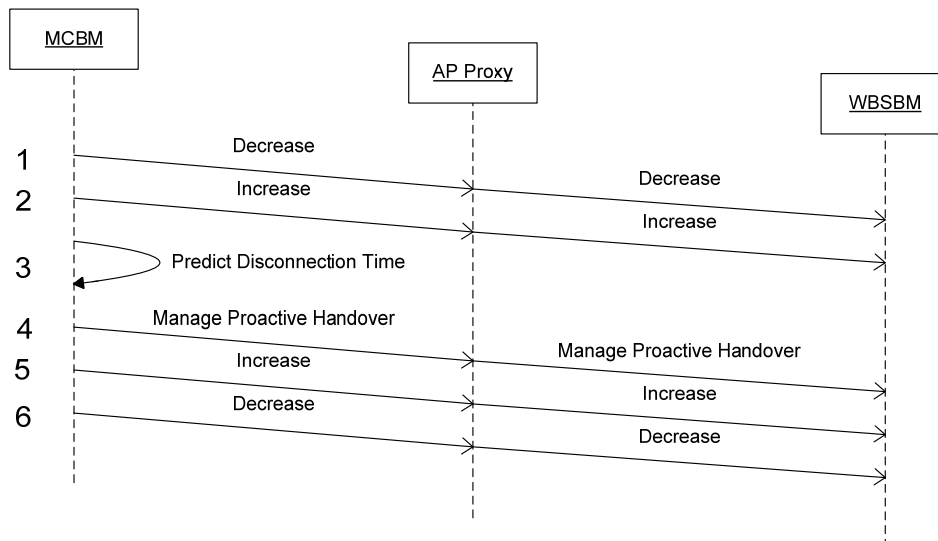 MCBM
AP Proxy
WBSBM
1
Decrease
Decrease
2
Increase
Increase
3
Predict Disconnection Time
4
Manage Proactive Handover
Manage Proactive Handover
5
Increase
Increase
6
Decrease
Decrease